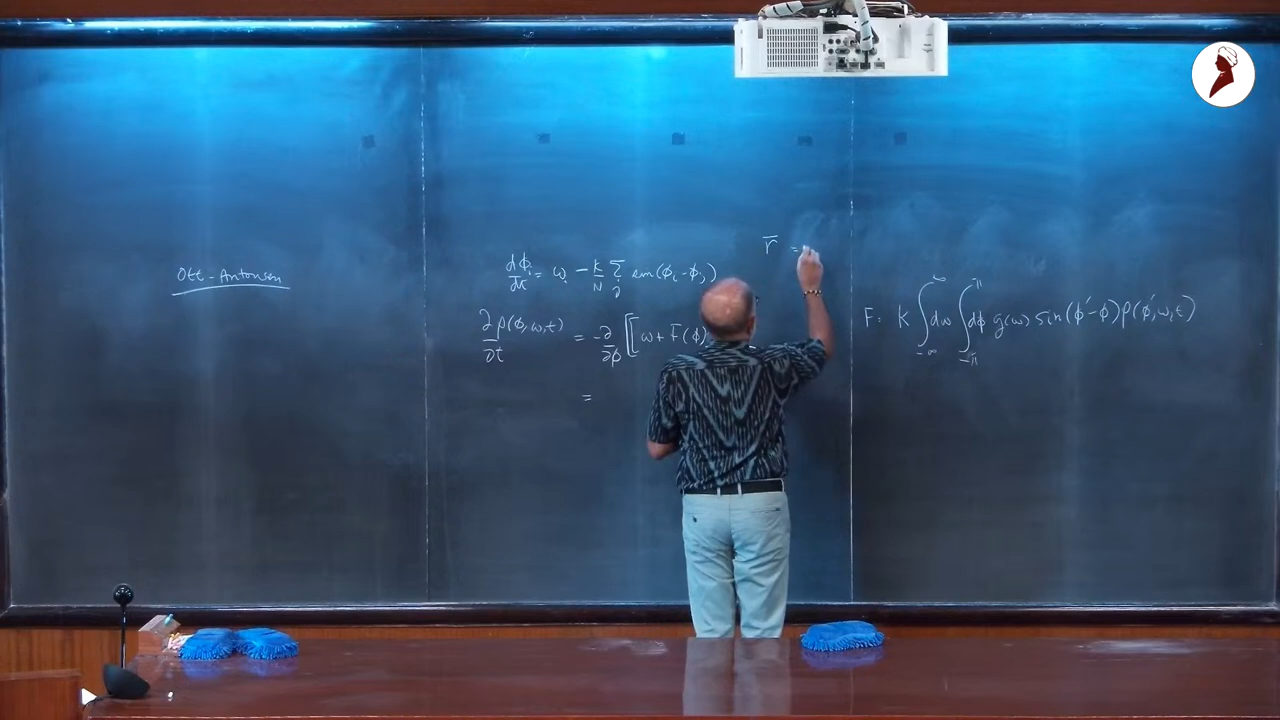 Ott-Antonsen
r̄ =
dϕᵢ/dt = ωᵢ - K/N Σⱼ sin(ϕᵢ-ϕⱼ)
∂ρ(ϕ,ω,t)/∂t = -∂/∂ϕ [[ω + F(ϕ)
=
F: K ∫_{-∞}^{∞} dω ∫_{-π}^{π} dϕ g(ω) sin(ϕ′-ϕ) ρ(ϕ′,ω,t)